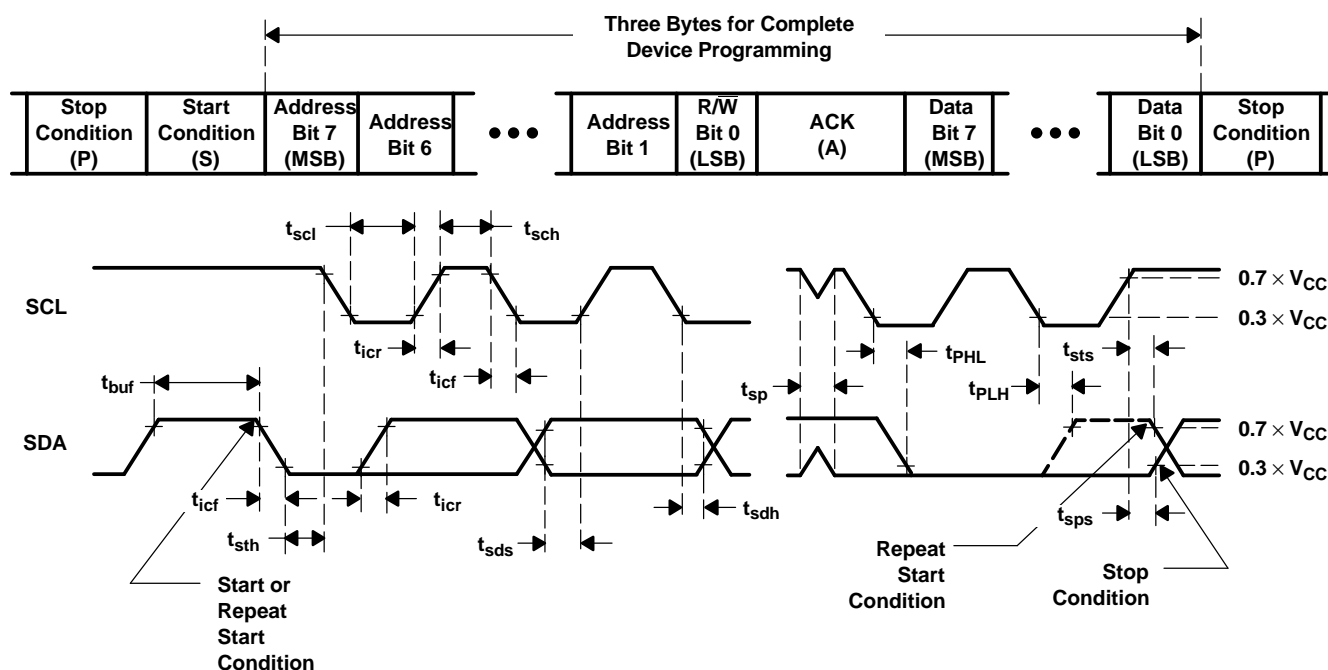 Three Bytes for Complete
Device Programming
Stop
Condition
(P)
Start
Condition
(S)
Address
Bit 7
(MSB)
Address
Bit 6
Address
Bit 1
R/W̅
Bit 0
(LSB)
ACK
(A)
Data
Bit 7
(MSB)
Data
Bit 0
(LSB)
Stop
Condition
(P)
tscl
tsch
SCL
0.7 × VCC
0.3 × VCC
ticr
tPHL
tsts
tbuf
ticf
tsp
tPLH
SDA
0.7 × VCC
0.3 × VCC
ticf
ticr
tsdh
tsps
tsth
tsds
Start or
Repeat
Start
Condition
Repeat
Start
Condition
Stop
Condition